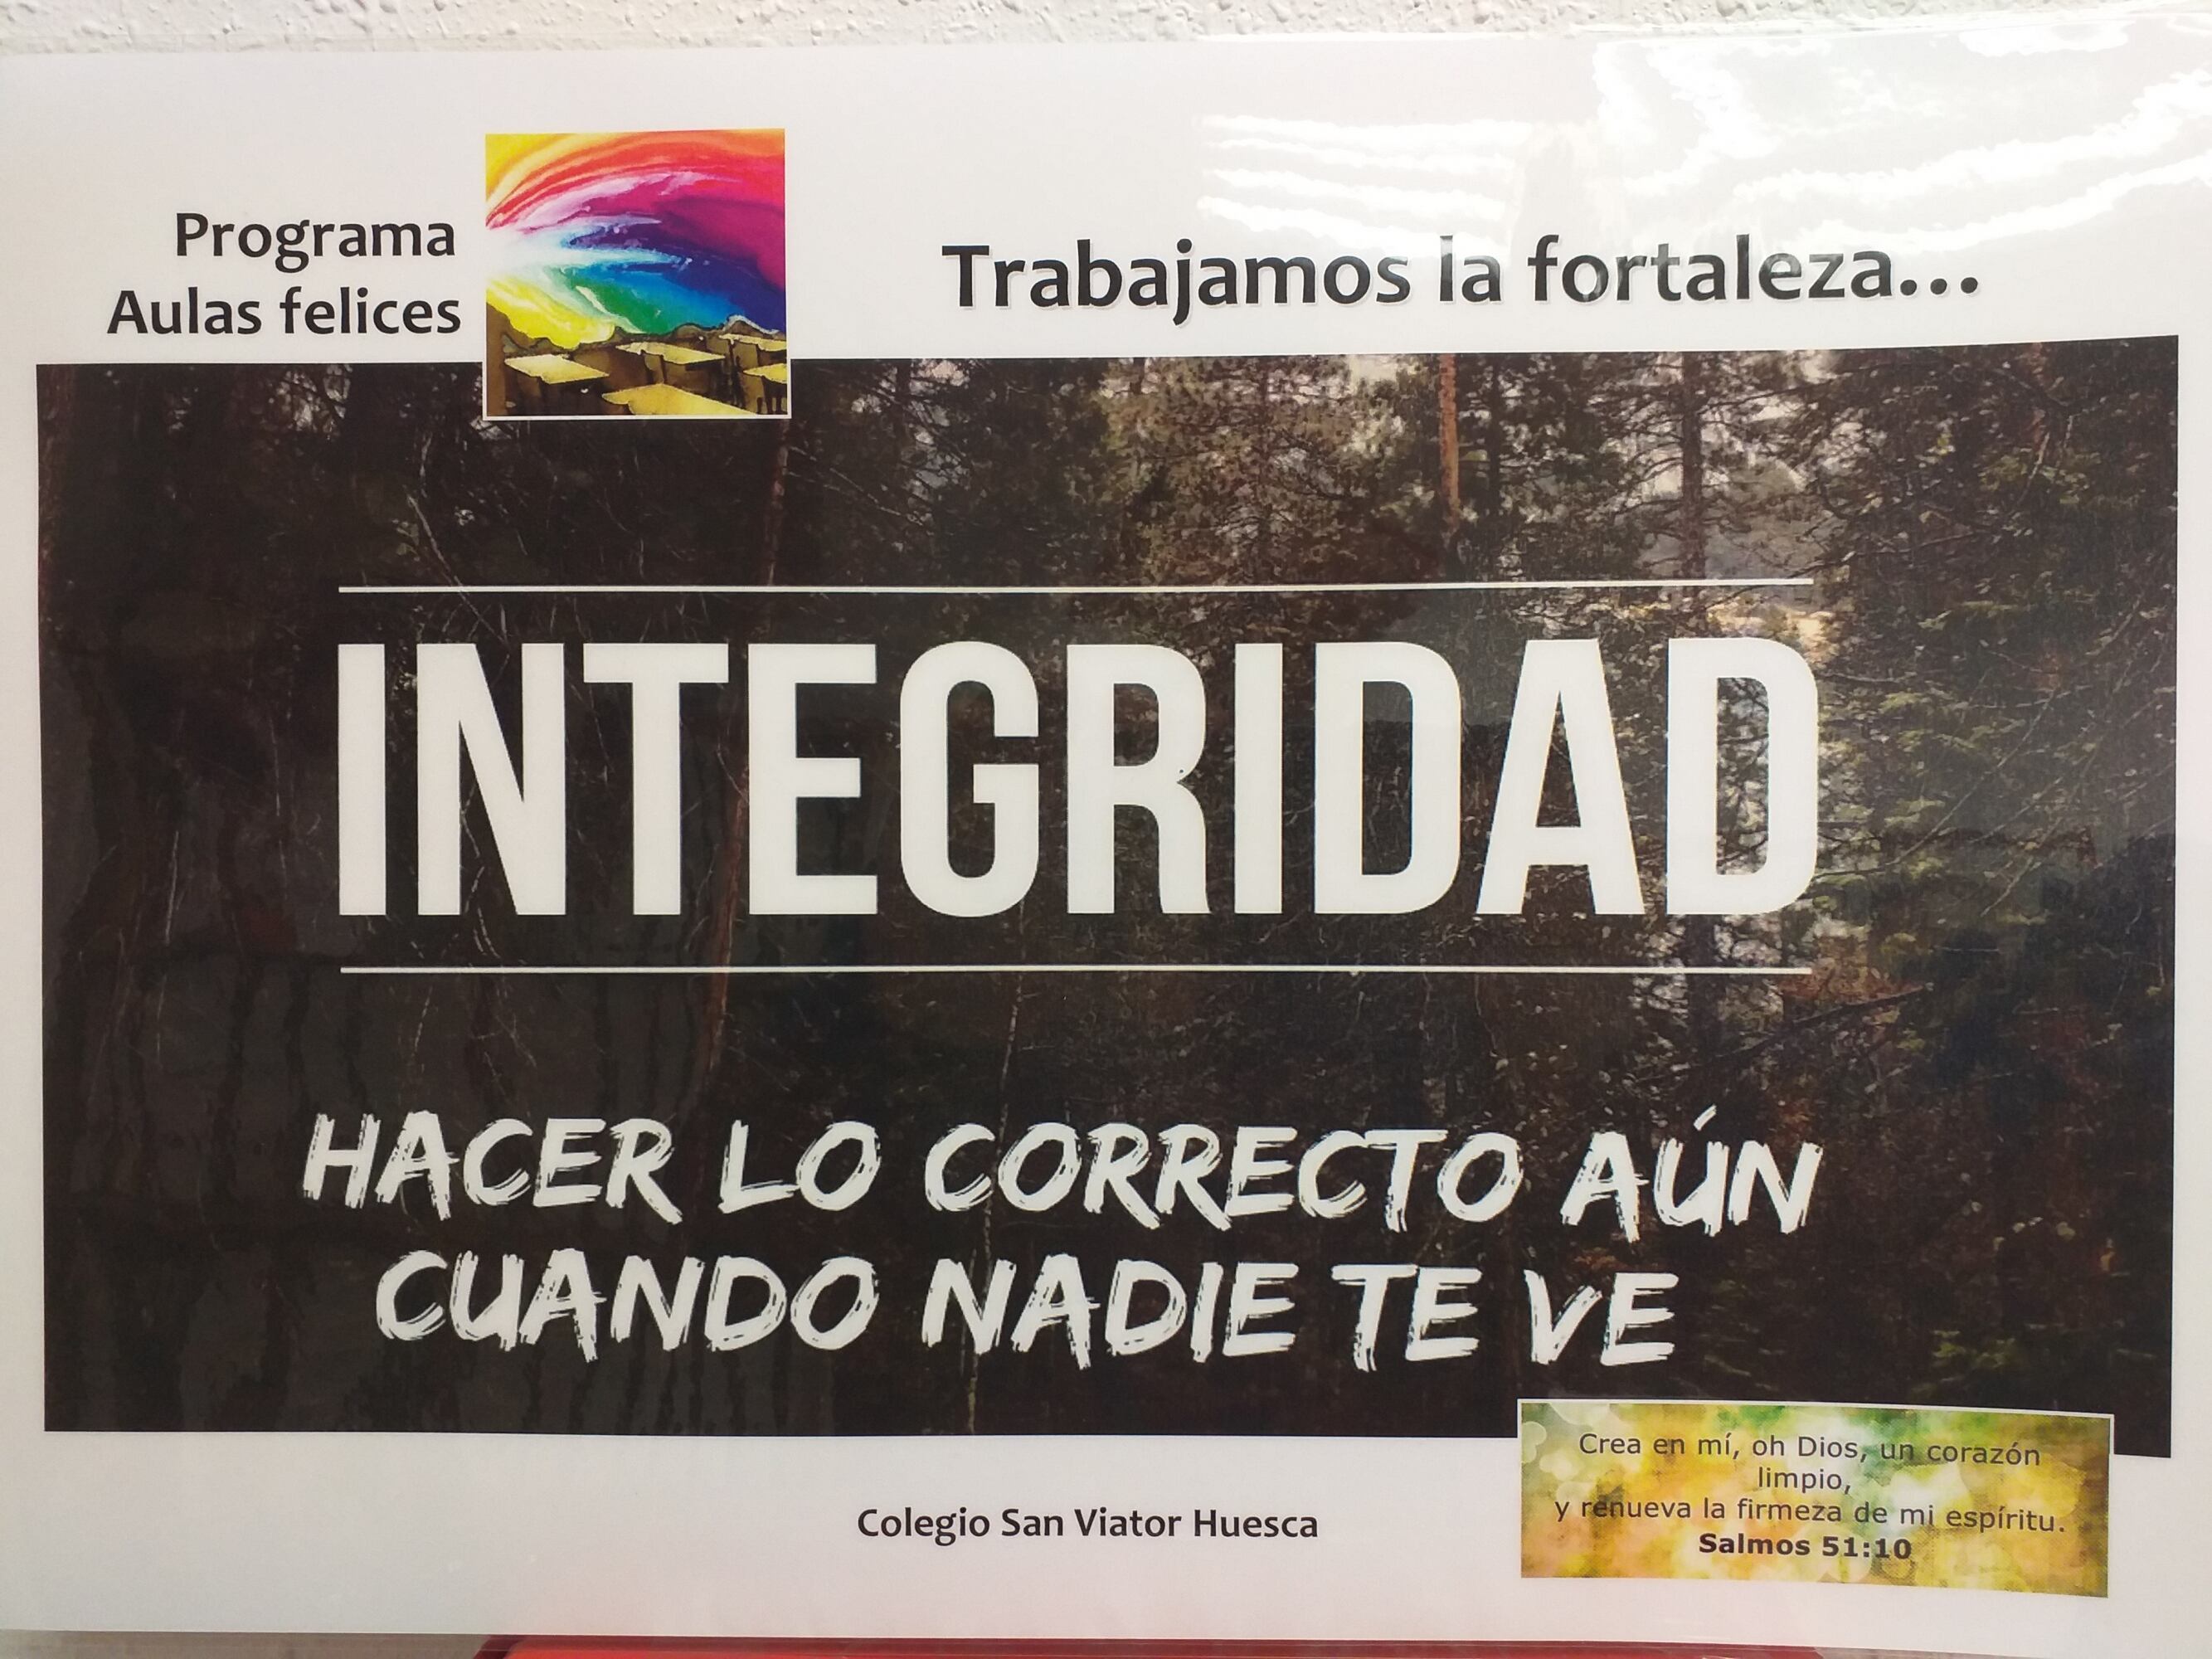 Programa
Aulas felices
Trabajamos la fortaleza...
INTEGRIDAD
HACER LO CORRECTO AÚN
CUANDO NADIE TE VE
Crea en mí, oh Dios, un corazón
limpio,
y renueva la firmeza de mi espíritu.
Salmos 51:10
Colegio San Viator Huesca